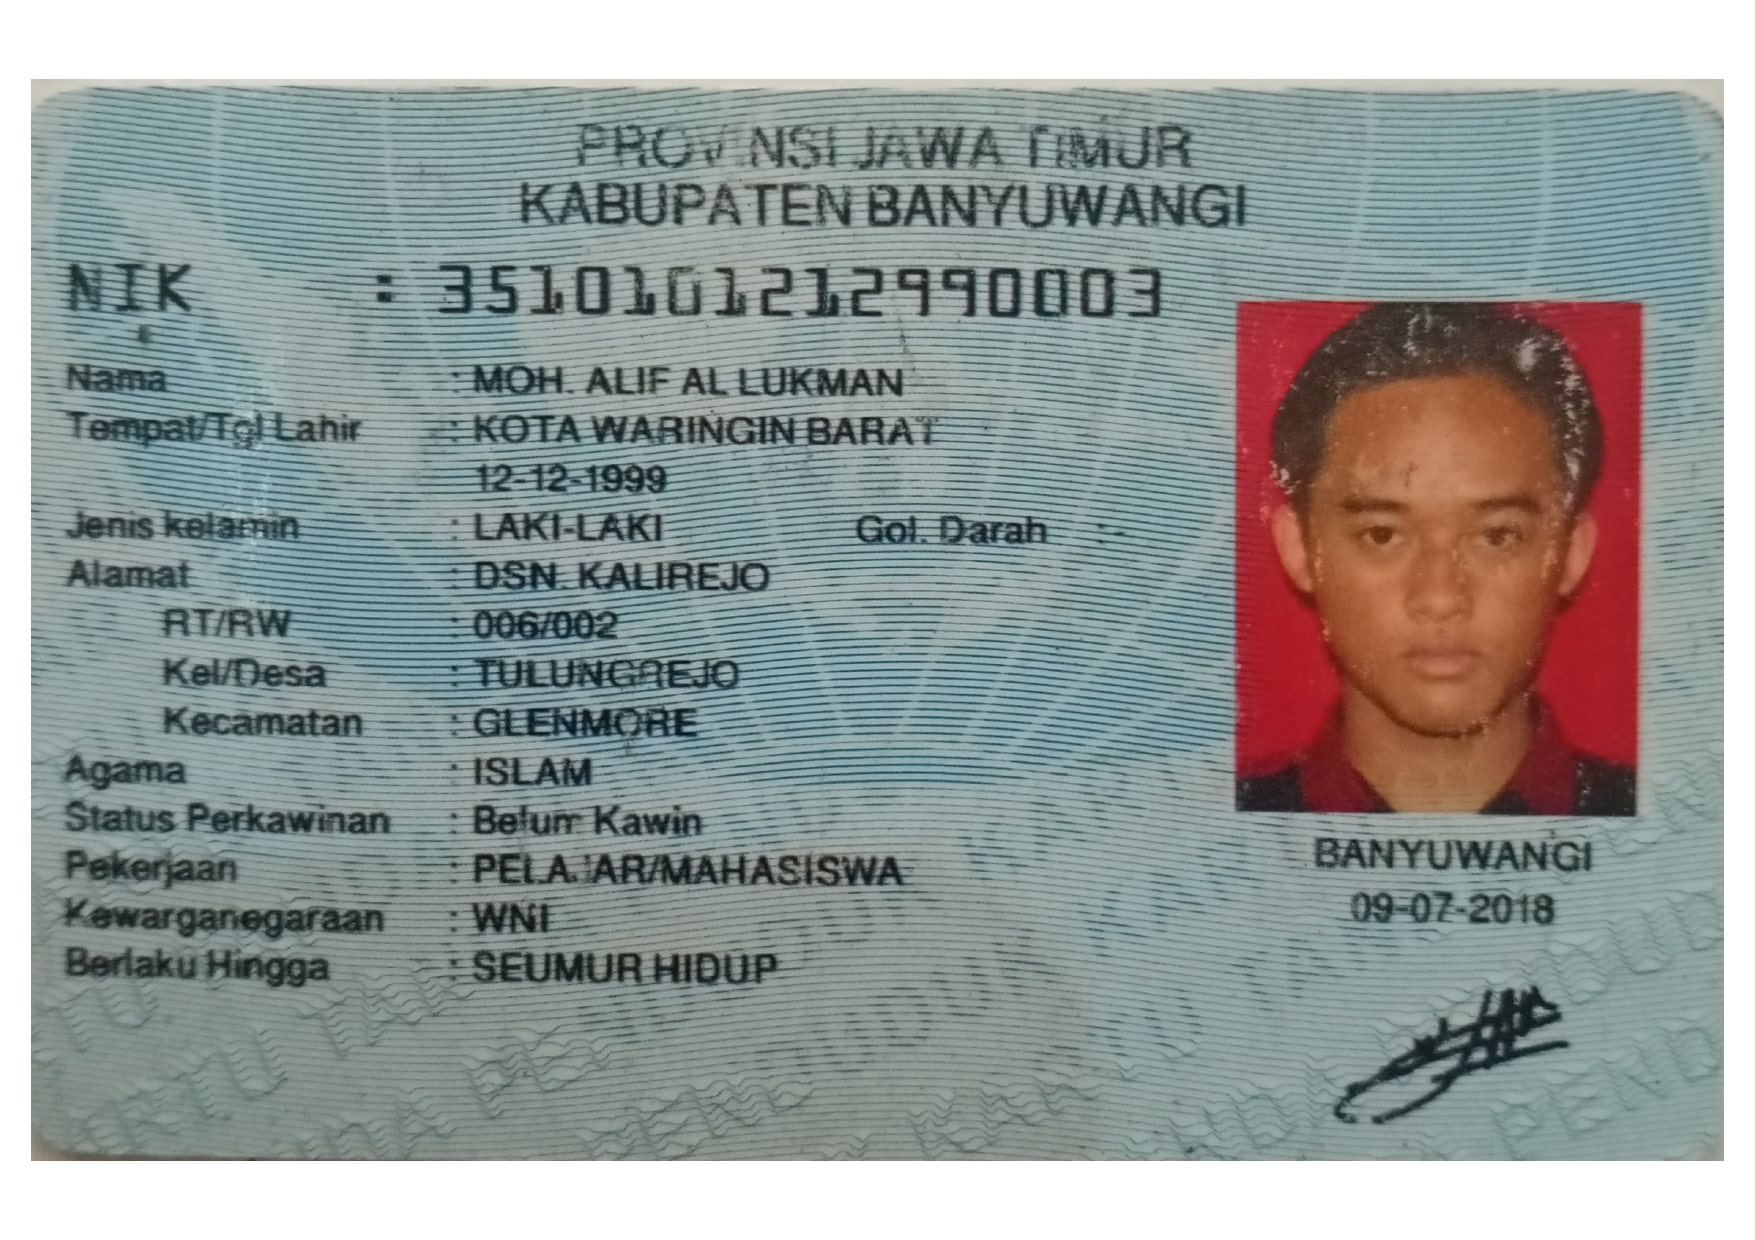 PROVINSI JAWA TIMUR
KABUPATEN BANYUWANGI
NIK : 3510101212990003
Nama : MOH. ALIF AL LUKMAN
Tempat/Tgl Lahir : KOTA WARINGIN BARAT
12-12-1999
Jenis kelamin : LAKI-LAKI Gol. Darah : -
Alamat : DSN. KALIREJO
RT/RW : 006/002
Kel/Desa : TULUNGREJO
Kecamatan : GLENMORE
Agama : ISLAM
Status Perkawinan : Belum Kawin
Pekerjaan : PELAJAR/MAHASISWA
Kewarganegaraan : WNI
Berlaku Hingga : SEUMUR HIDUP
BANYUWANGI
09-07-2018